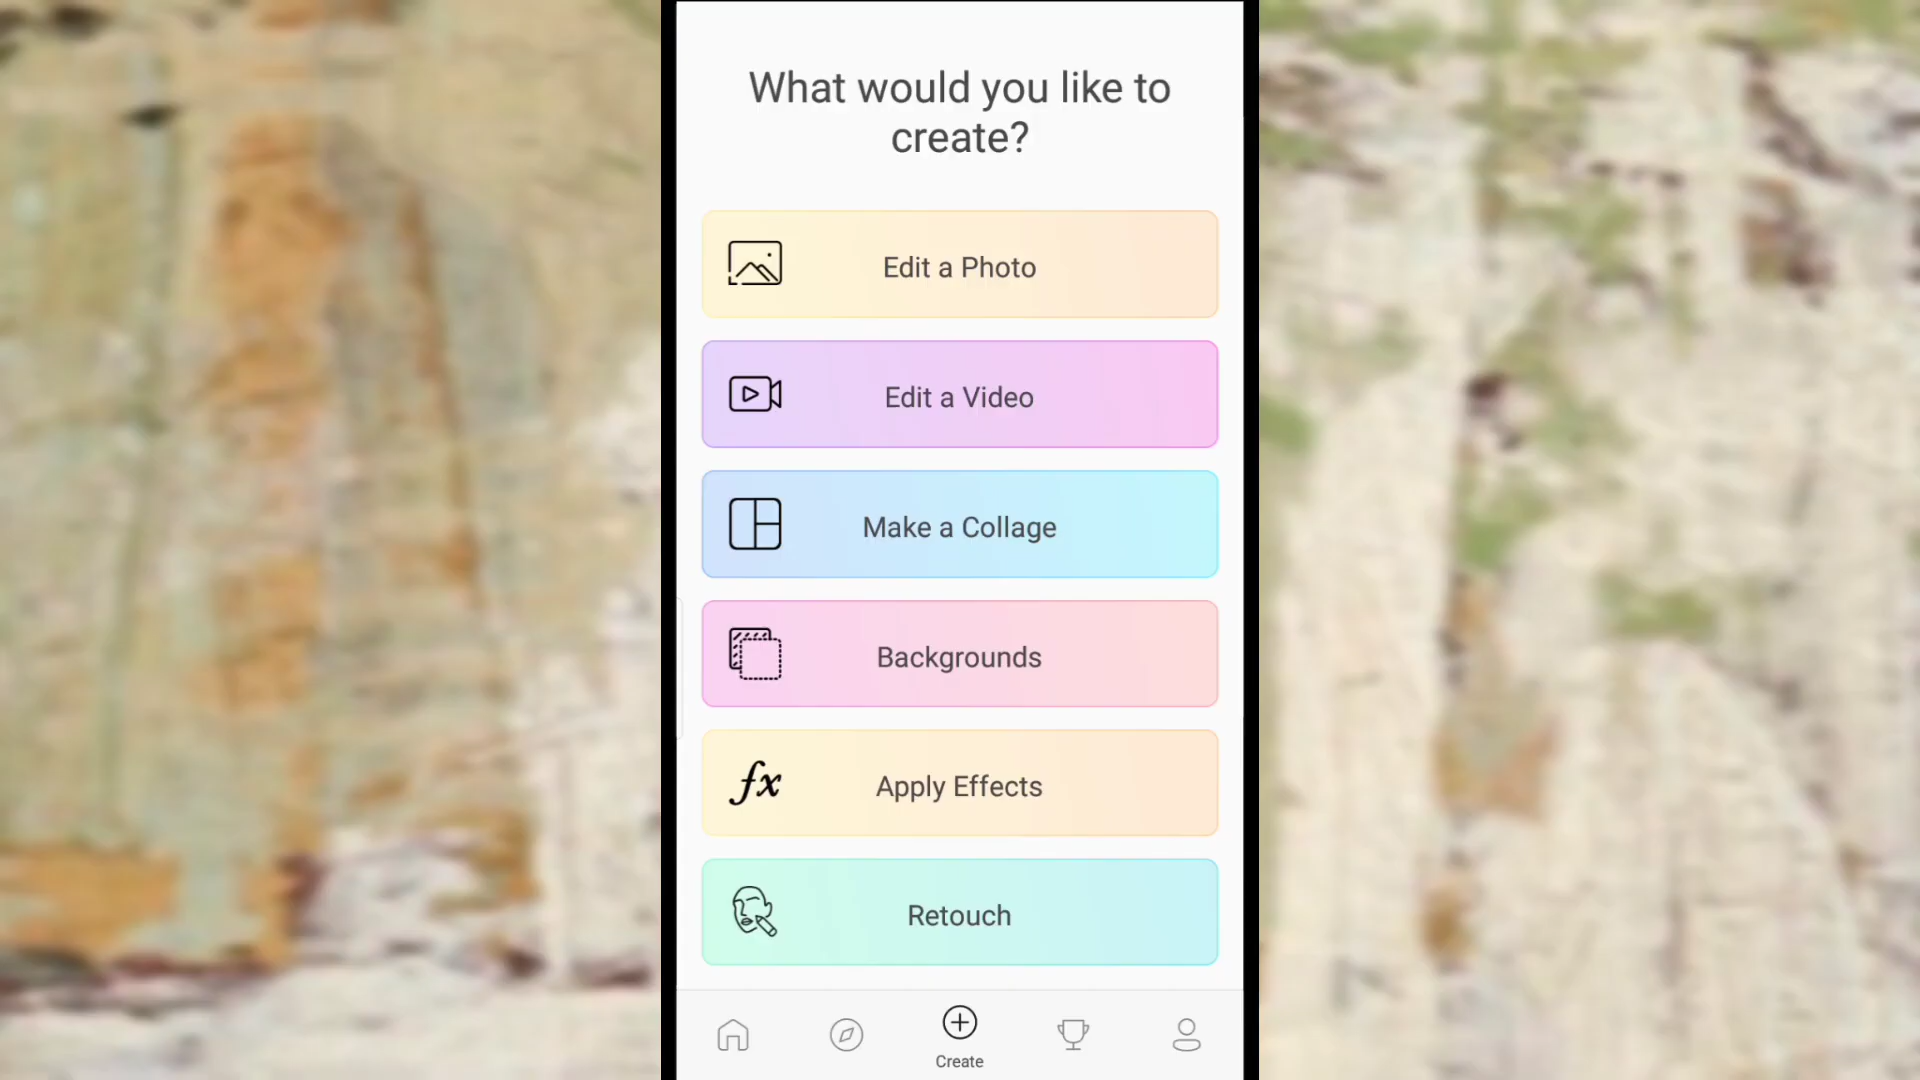 What would you like to
create?
Edit a Photo
Edit a Video
Make a Collage
Backgrounds
fx Apply Effects
Retouch
Create